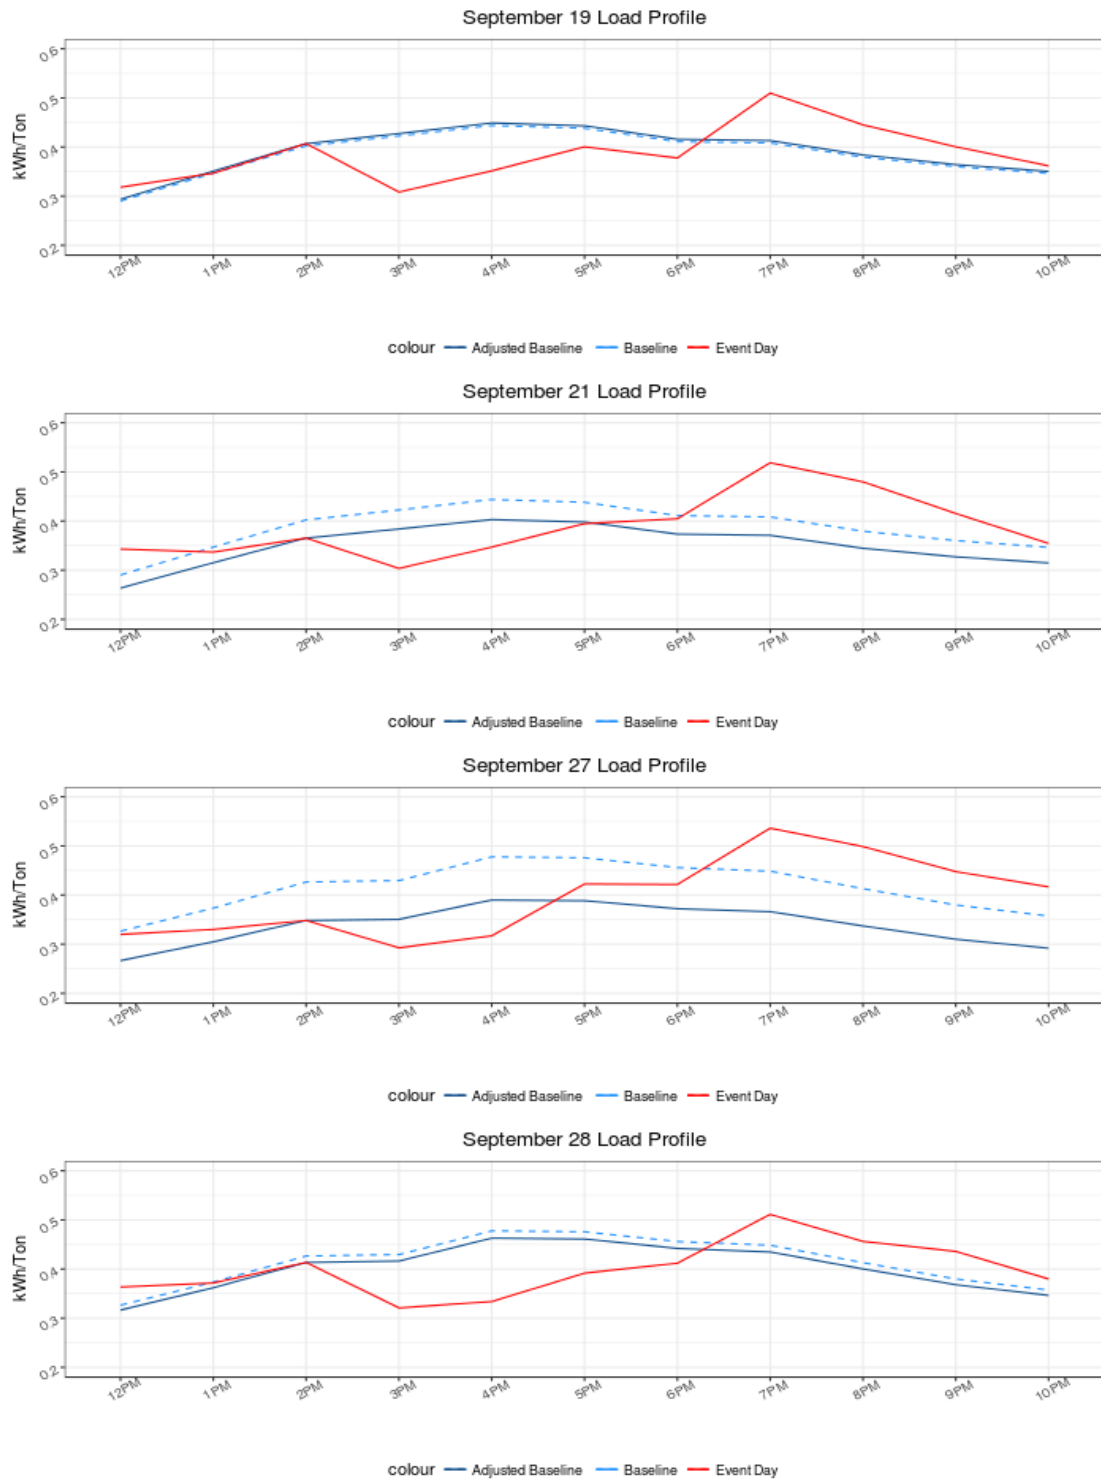 September 19 Load Profile
kWh/Ton
0.6
0.5
0.4
0.3
0.2
12PM 1PM 2PM 3PM 4PM 5PM 6PM 7PM 8PM 9PM 10PM
colour Adjusted Baseline Baseline Event Day
September 21 Load Profile
kWh/Ton
0.6
0.5
0.4
0.3
0.2
12PM 1PM 2PM 3PM 4PM 5PM 6PM 7PM 8PM 9PM 10PM
colour Adjusted Baseline Baseline Event Day
September 27 Load Profile
kWh/Ton
0.6
0.5
0.4
0.3
0.2
12PM 1PM 2PM 3PM 4PM 5PM 6PM 7PM 8PM 9PM 10PM
colour Adjusted Baseline Baseline Event Day
September 28 Load Profile
kWh/Ton
0.6
0.5
0.4
0.3
0.2
12PM 1PM 2PM 3PM 4PM 5PM 6PM 7PM 8PM 9PM 10PM
colour Adjusted Baseline Baseline Event Day